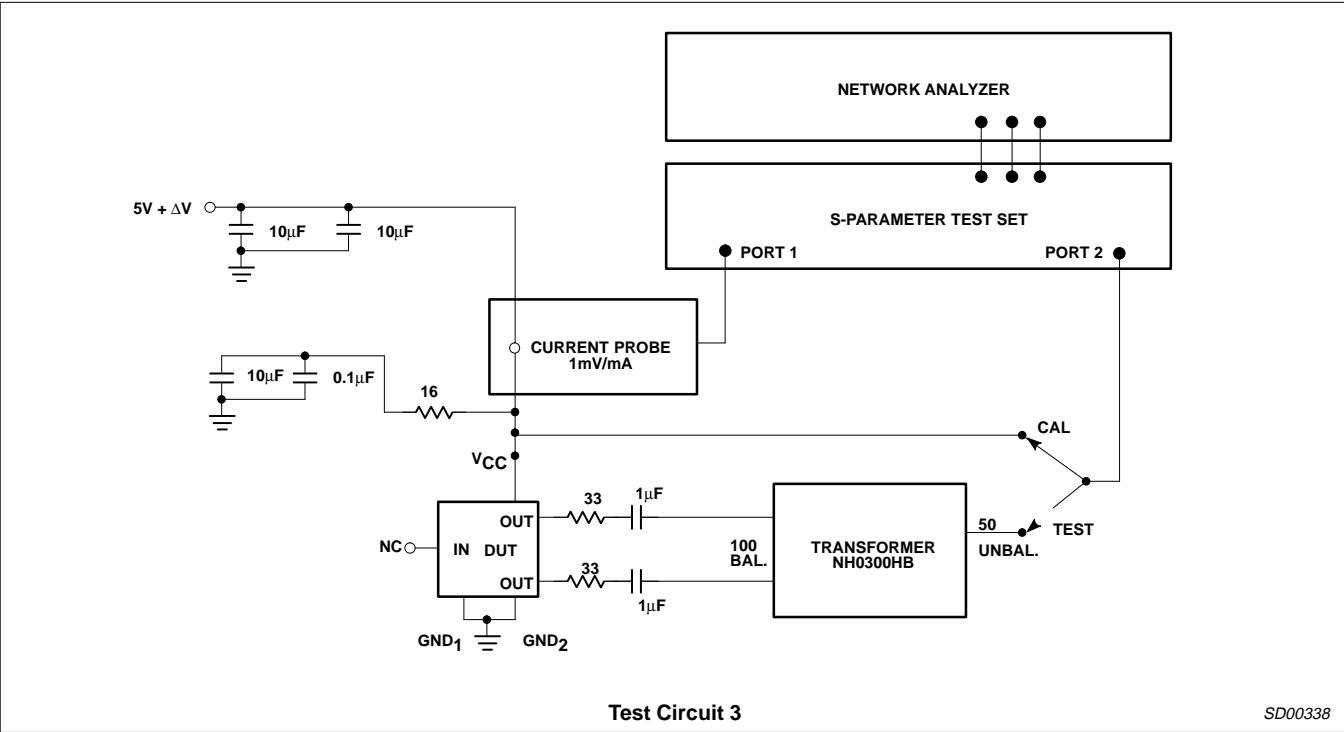 NETWORK ANALYZER
5V + ΔV
10μF
10μF
S-PARAMETER TEST SET
PORT 1
PORT 2
CURRENT PROBE
1mV/mA
10μF
0.1μF
16
CAL
VCC
33
1μF
OUT
50
TEST
NC
IN DUT
100
BAL.
TRANSFORMER
NH0300HB
UNBAL.
OUT
33
1μF
GND1
GND2
Test Circuit 3
SD00338